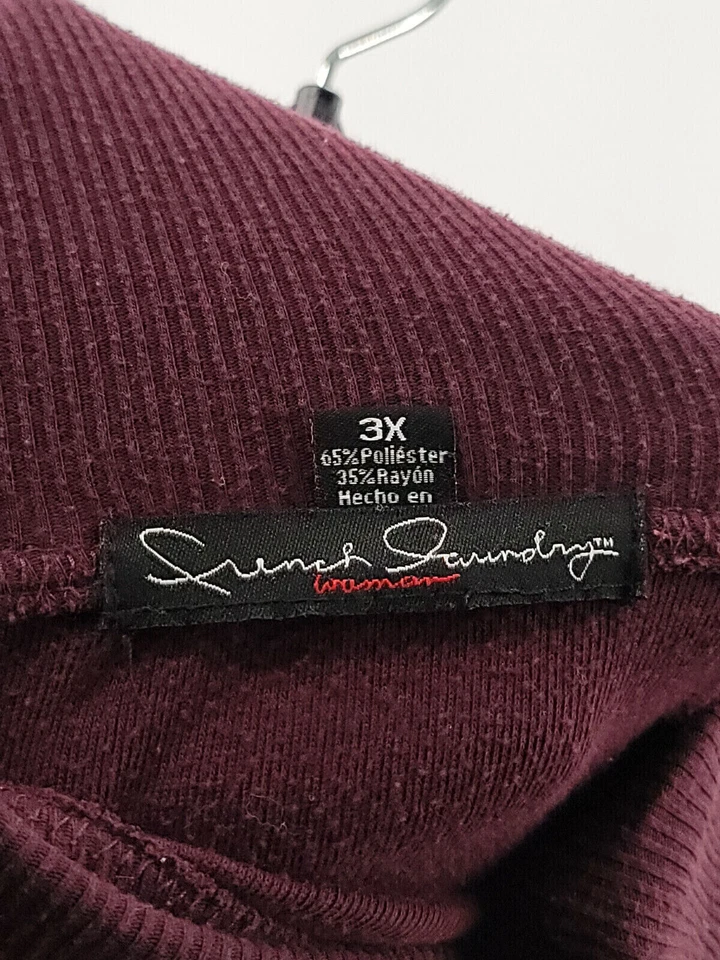 3X
65%Poliéster
35%Rayón
Hecho en
French Laundry™
woman